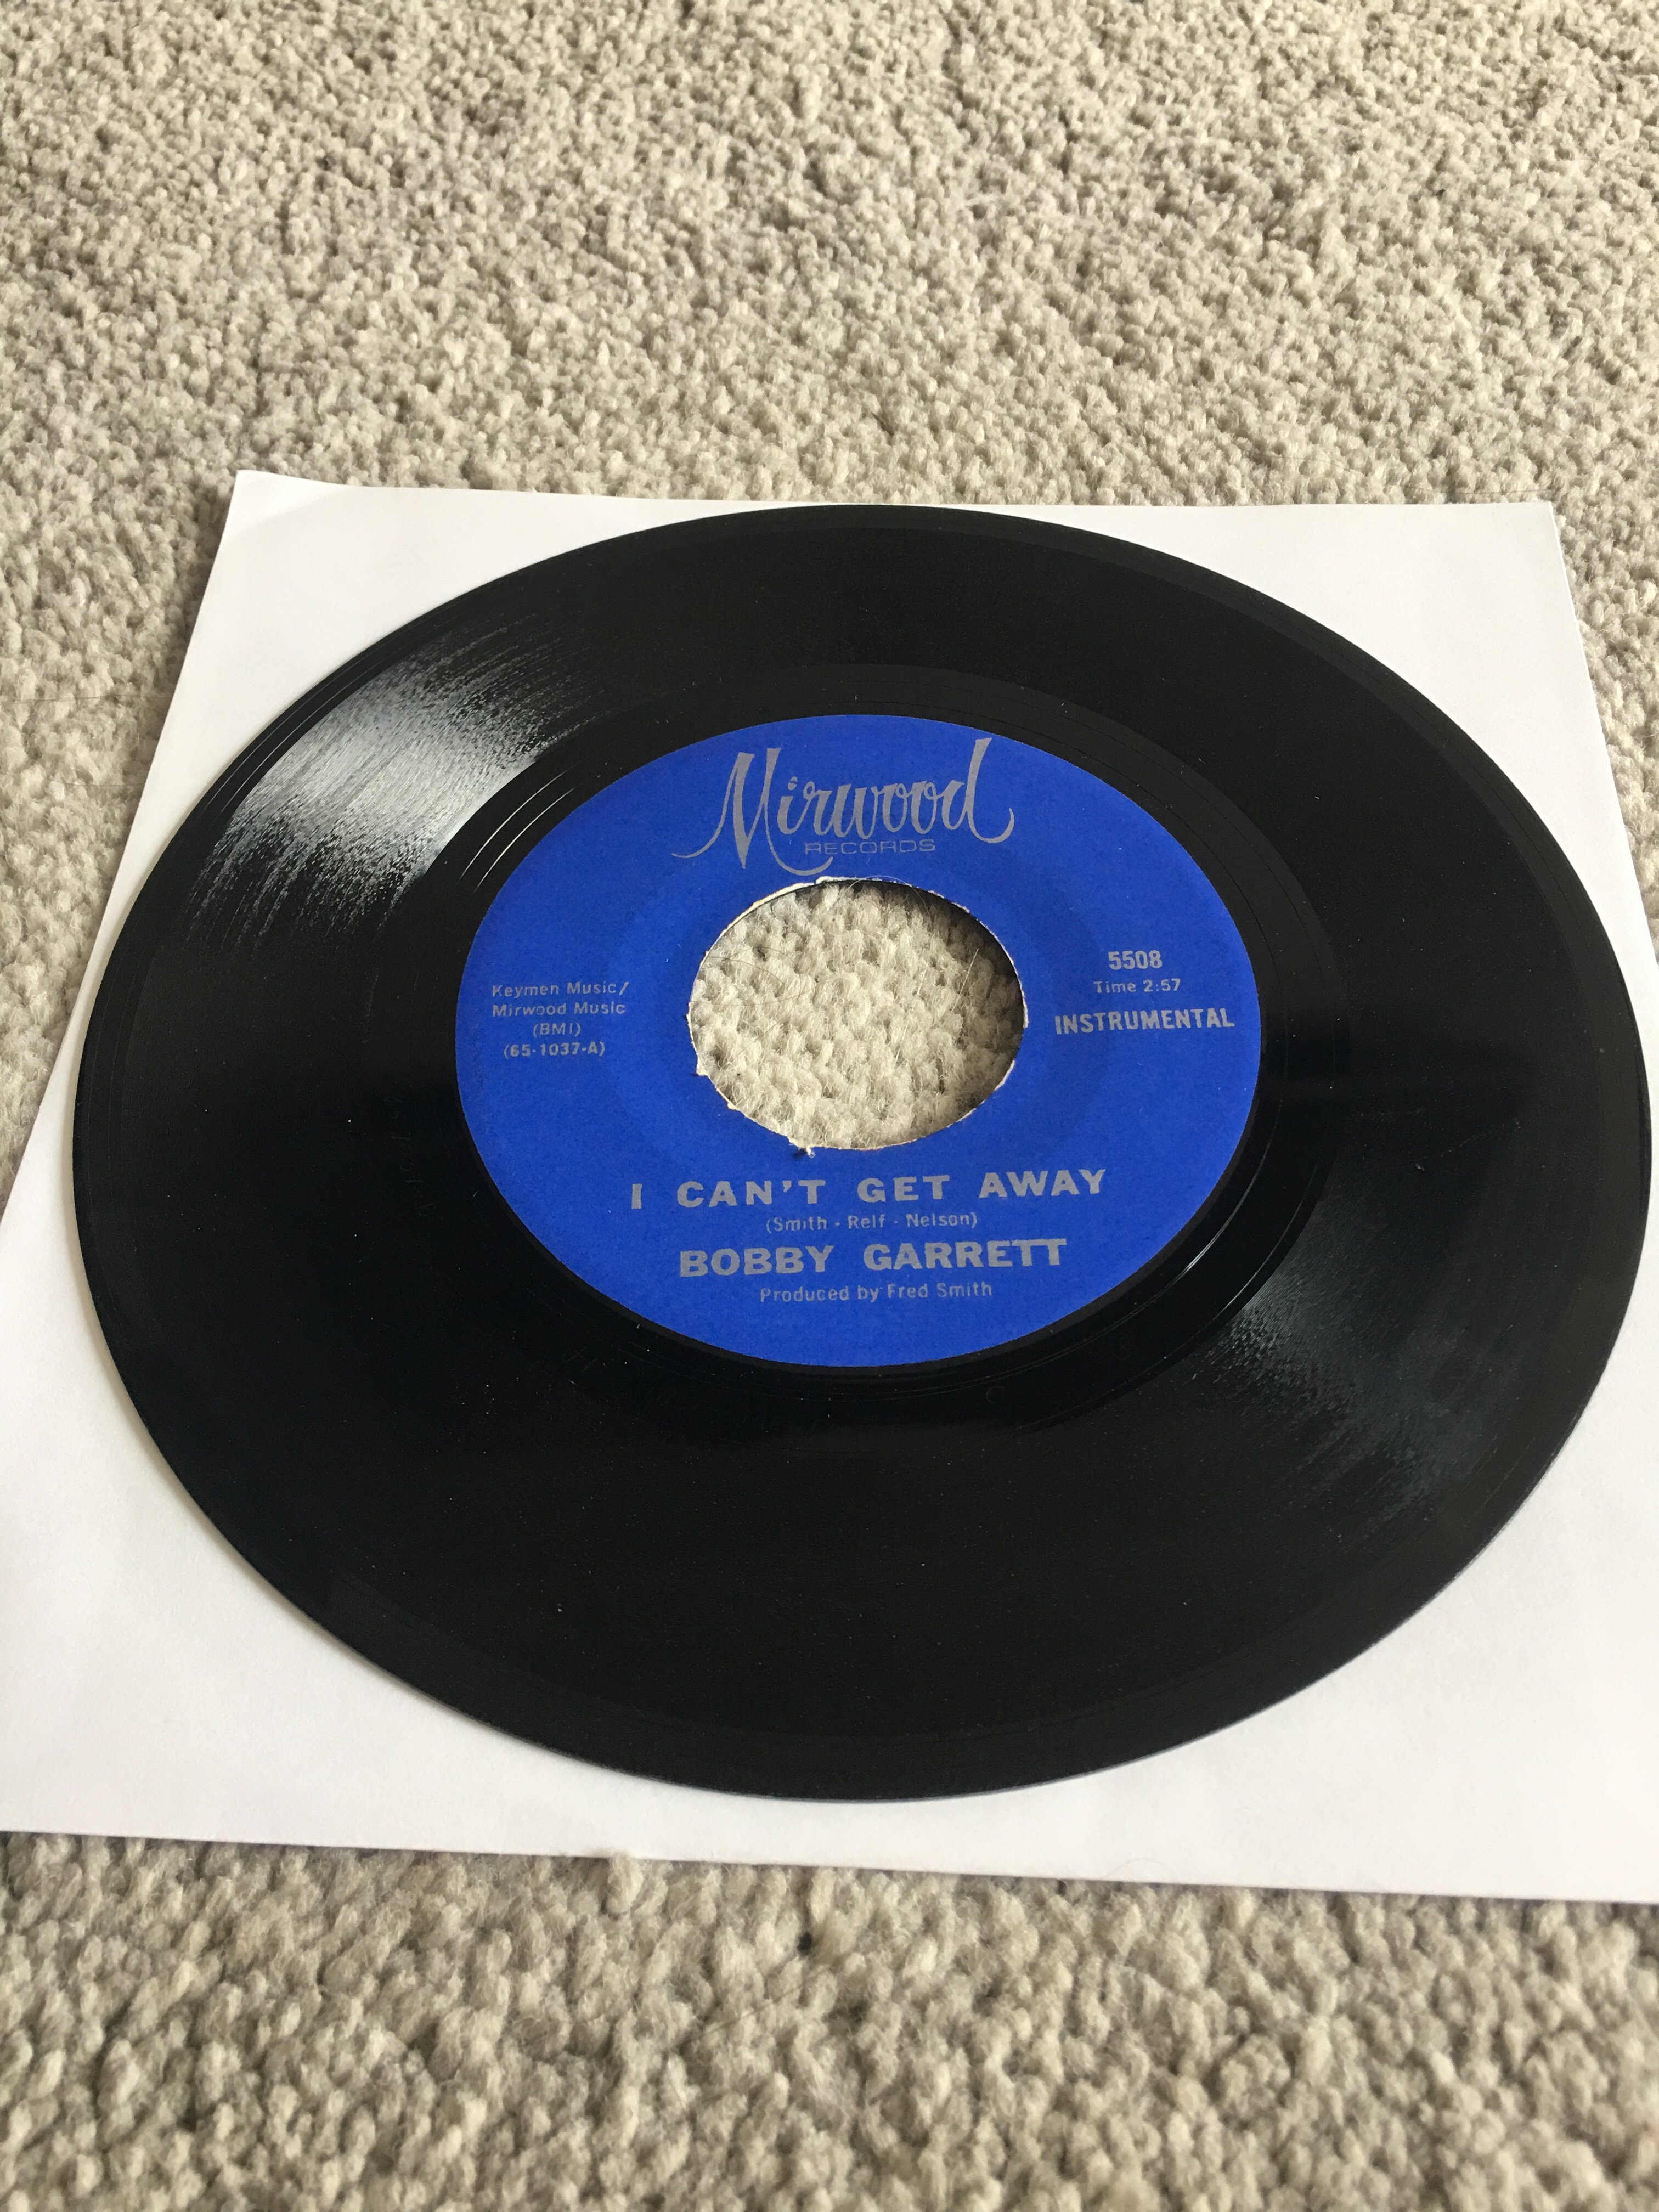 Mirwood
RECORDS
Keymen Music/
Mirwood Music
(BMI)
(65-1037-A)
5508
Time 2:57
INSTRUMENTAL
I CAN'T GET AWAY
(Smith - Relf - Nelson)
BOBBY GARRETT
Produced by Fred Smith